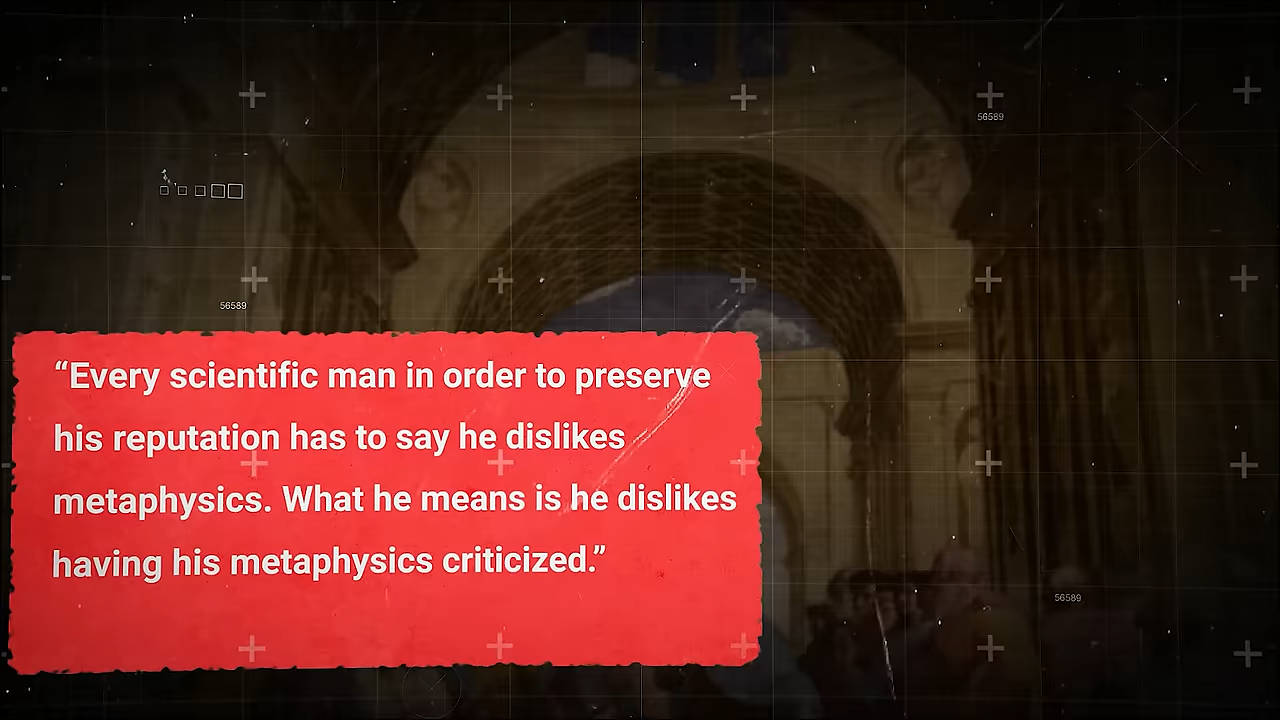 56589
56589
“Every scientific man in order to preserve
his reputation has to say he dislikes
metaphysics. What he means is he dislikes
having his metaphysics criticized.”
56589